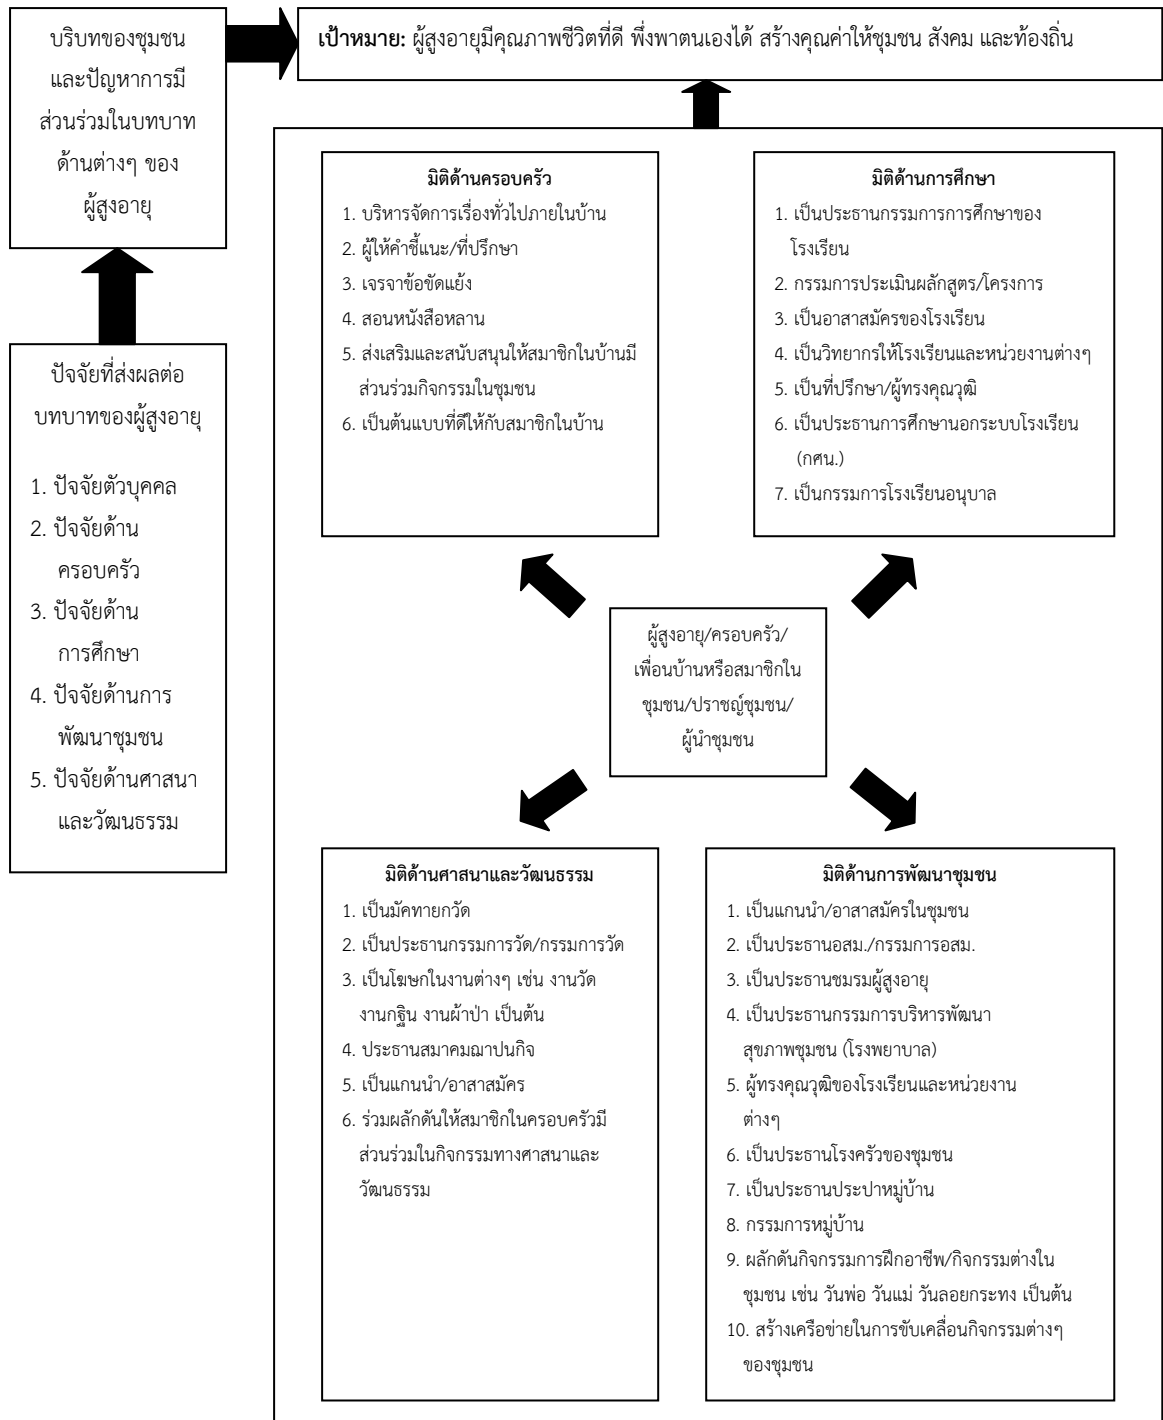 บริบทของชุมชน
และปัญหาการมี
ส่วนร่วมในบทบาท
ด้านต่างๆ ของ
ผู้สูงอายุ
เป้าหมาย: ผู้สูงอายุมีคุณภาพชีวิตที่ดี พึ่งพาตนเองได้ สร้างคุณค่าให้ชุมชน สังคม และท้องถิ่น
ปัจจัยที่ส่งผลต่อ
บทบาทของผู้สูงอายุ
1. ปัจจัยตัวบุคคล
2. ปัจจัยด้าน
ครอบครัว
3. ปัจจัยด้าน
การศึกษา
4. ปัจจัยด้านการ
พัฒนาชุมชน
5. ปัจจัยด้านศาสนา
และวัฒนธรรม
มิติด้านครอบครัว
1. บริหารจัดการเรื่องทั่วไปภายในบ้าน
2. ผู้ให้คำชี้แนะ/ที่ปรึกษา
3. เจรจาข้อขัดแย้ง
4. สอนหนังสือหลาน
5. ส่งเสริมและสนับสนุนให้สมาชิกในบ้านมี
ส่วนร่วมกิจกรรมในชุมชน
6. เป็นต้นแบบที่ดีให้กับสมาชิกในบ้าน
มิติด้านการศึกษา
1. เป็นประธานกรรมการการศึกษาของ
โรงเรียน
2. กรรมการประเมินผลักสูตร/โครงการ
3. เป็นอาสาสมัครของโรงเรียน
4. เป็นวิทยากรให้โรงเรียนและหน่วยงานต่างๆ
5. เป็นที่ปรึกษา/ผู้ทรงคุณวุฒิ
6. เป็นประธานการศึกษานอกระบบโรงเรียน
(กศน.)
7. เป็นกรรมการโรงเรียนอนุบาล
ผู้สูงอายุ/ครอบครัว/
เพื่อนบ้านหรือสมาชิกใน
ชุมชน/ปราชญ์ชุมชน/
ผู้นำชุมชน
มิติด้านศาสนาและวัฒนธรรม
1. เป็นมัคทายกวัด
2. เป็นประธานกรรมการวัด/กรรมการวัด
3. เป็นโฆษกในงานต่างๆ เช่น งานวัด
งานกฐิน งานผ้าป่า เป็นต้น
4. ประธานสมาคมฌาปนกิจ
5. เป็นแกนนำ/อาสาสมัคร
6. ร่วมผลักดันให้สมาชิกในครอบครัวมี
ส่วนร่วมในกิจกรรมทางศาสนาและ
วัฒนธรรม
มิติด้านการพัฒนาชุมชน
1. เป็นแกนนำ/อาสาสมัครในชุมชน
2. เป็นประธานอสม./กรรมการอสม.
3. เป็นประธานชมรมผู้สูงอายุ
4. เป็นประธานกรรมการบริหารพัฒนา
สุขภาพชุมชน (โรงพยาบาล)
5. ผู้ทรงคุณวุฒิของโรงเรียนและหน่วยงาน
ต่างๆ
6. เป็นประธานโรงครัวของชุมชน
7. เป็นประธานประปาหมู่บ้าน
8. กรรมการหมู่บ้าน
9. ผลักดันกิจกรรมการฝึกอาชีพ/กิจกรรมต่างใน
ชุมชน เช่น วันพ่อ วันแม่ วันลอยกระทง เป็นต้น
10. สร้างเครือข่ายในการขับเคลื่อนกิจกรรมต่างๆ
ของชุมชน